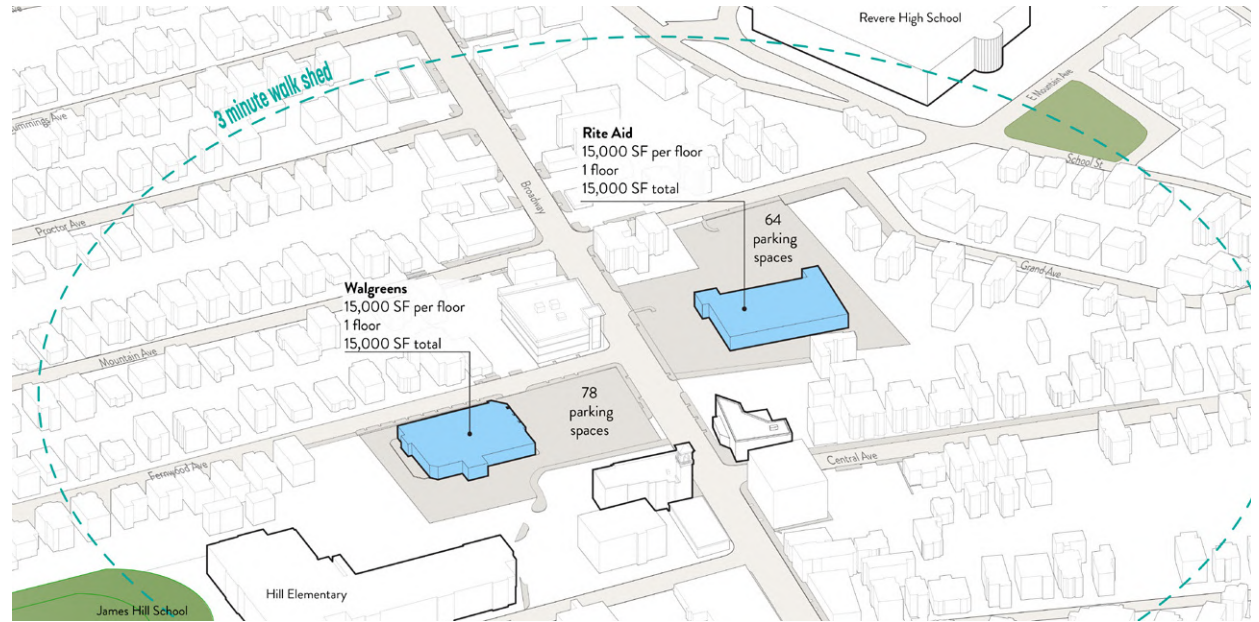 Revere High School
3 minute walk shed
E Mountain Ave
ummings Ave
Rite Aid
15,000 SF per floor
1 floor
15,000 SF total
School St
Broadway
Proctor Ave
64
parking
spaces
Grand Ave
Walgreens
15,000 SF per floor
1 floor
15,000 SF total
Mountain Ave
78
parking
spaces
Central Ave
Fernwood Ave
Hill Elementary
James Hill School